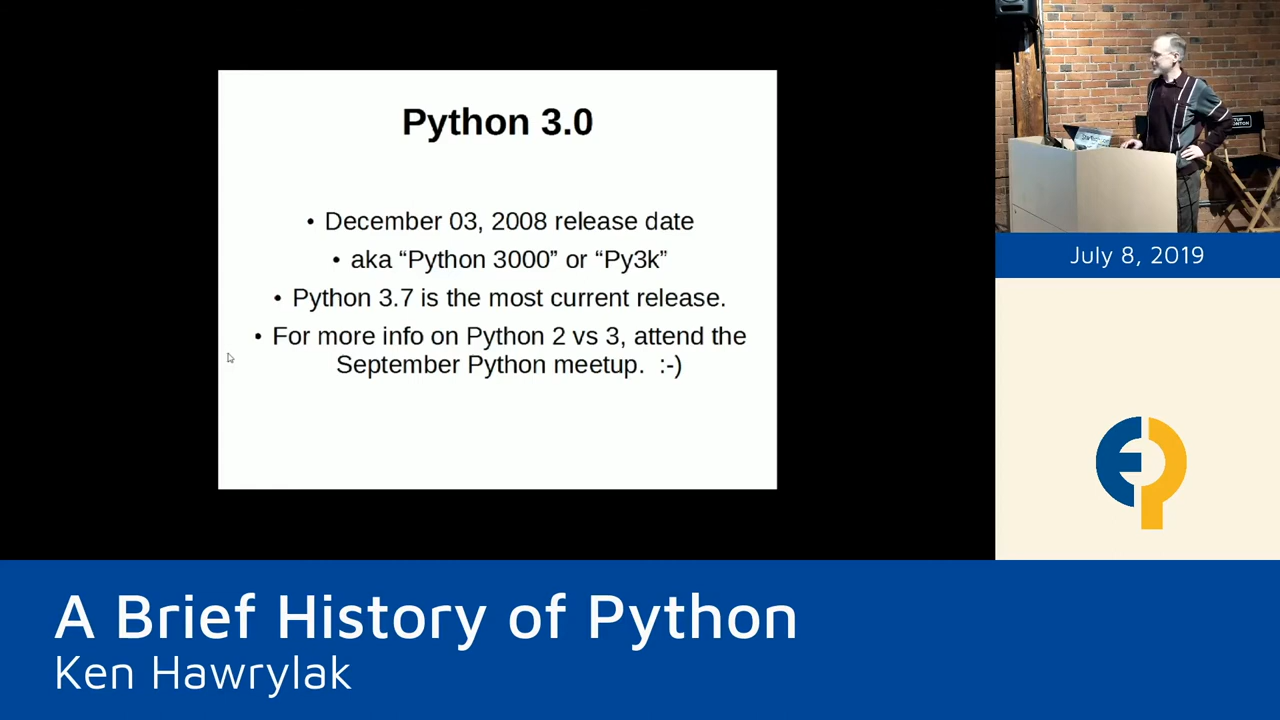 Python 3.0
• December 03, 2008 release date
• aka “Python 3000” or “Py3k”
• Python 3.7 is the most current release.
• For more info on Python 2 vs 3, attend the
September Python meetup.  :-)
July 8, 2019
A Brief History of Python
Ken Hawrylak